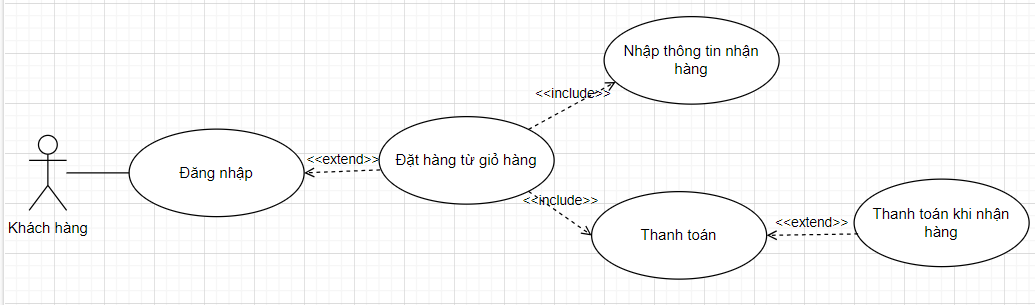 Nhập thông tin nhận
hàng
<<include>>
<<extend>>
Đăng nhập
Đặt hàng từ giỏ hàng
Khách hàng
<<include>>
Thanh toán
<<extend>>
Thanh toán khi nhận
hàng